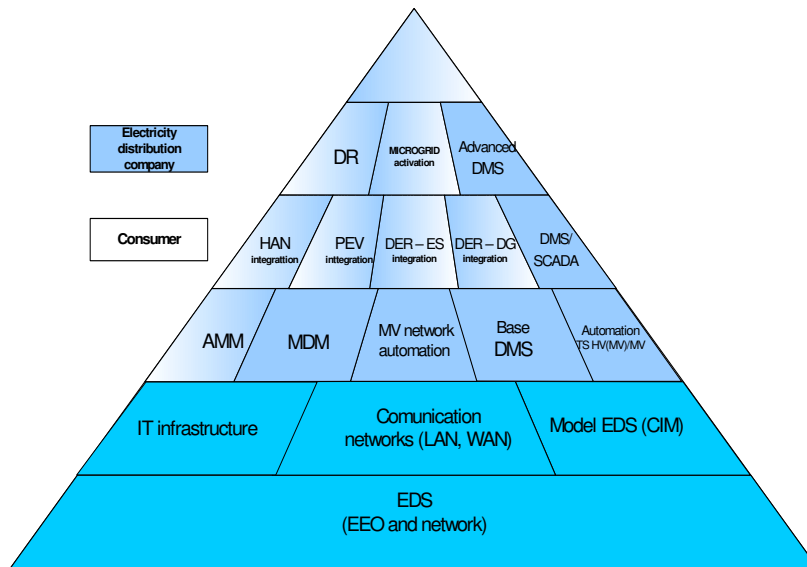 Electricity
distribution
company
Consumer
DR
MICROGRID
activation
Advanced
DMS
HAN
integrattion
PEV
inttegration
DER – ES
integration
DER – DG
integration
DMS/
SCADA
AMM
MDM
MV network
automation
Base
DMS
Automation
TS HV(MV)/MV
IT infrastructure
Comunication
networks (LAN, WAN)
Model EDS (CIM)
EDS
(EEO and network)